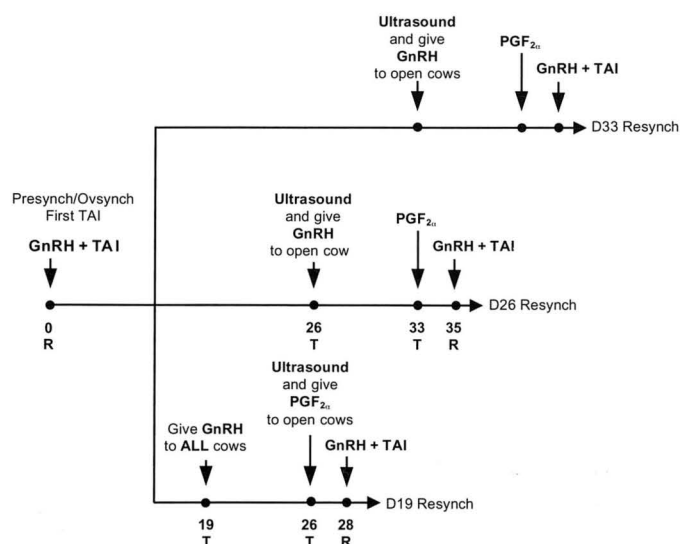 Ultrasound
and give
GnRH
to open cows
PGF2α
GnRH + TAI
D33 Resynch
Presynch/Ovsynch
First TAI
GnRH + TAI
Ultrasound
and give
GnRH
to open cow
PGF2α
GnRH + TAI
D26 Resynch
0
R
26
T
33
T
35
R
Ultrasound
and give
PGF2α
to open cows
Give GnRH
to ALL cows
GnRH + TAI
D19 Resynch
19
T
26
T
28
R